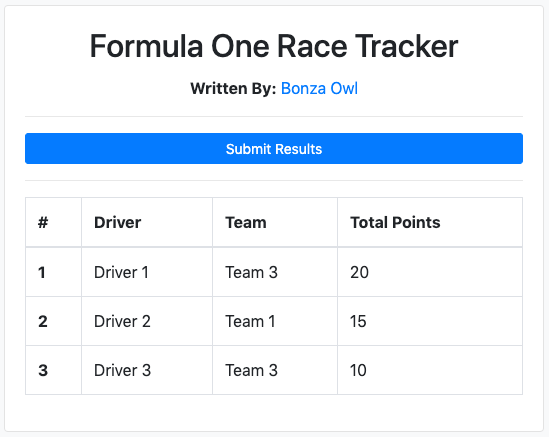 Formula One Race Tracker
Written By: Bonza Owl
Submit Results
# Driver Team Total Points
1 Driver 1 Team 3 20
2 Driver 2 Team 1 15
3 Driver 3 Team 3 10